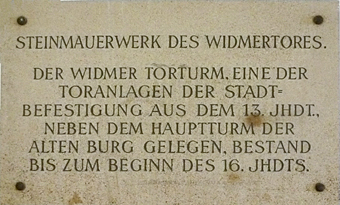 STEINMAUERWERK DES WIDMERTORES.
DER WIDMER TORTURM, EINE DER
TORANLAGEN DER STADT=
BEFESTIGUNG AUS DEM 13. JHDT.,
NEBEN DEM HAUPTTURM DER
ALTEN BURG GELEGEN, BESTAND
BIS ZUM BEGINN DES 16. JHDTS.